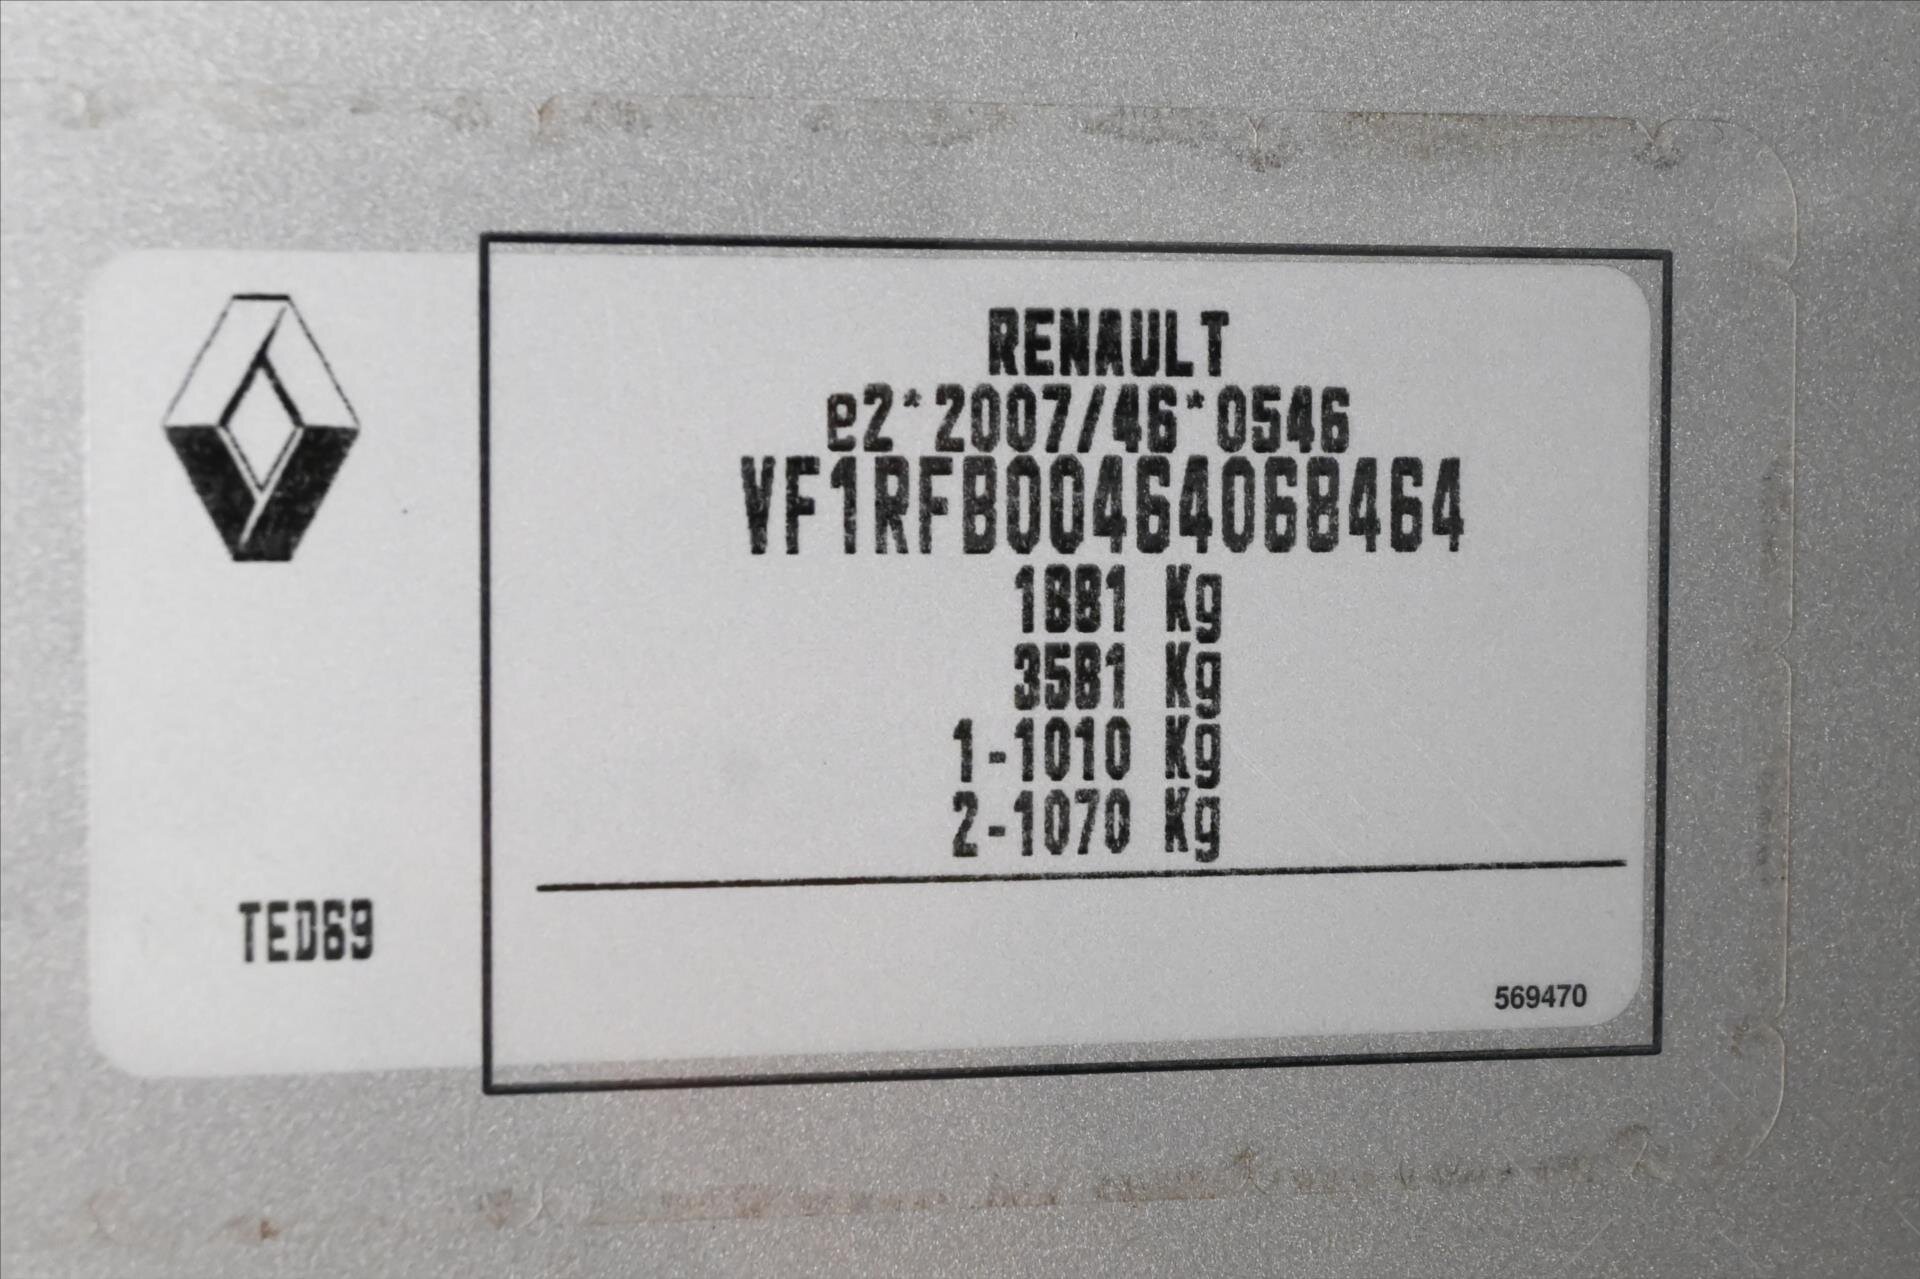 RENAULT
e2*2007/46*0546
VF1RFB00464068464
1881 Kg
3581 Kg
1-1010 Kg
2-1070 Kg
TED69
569470